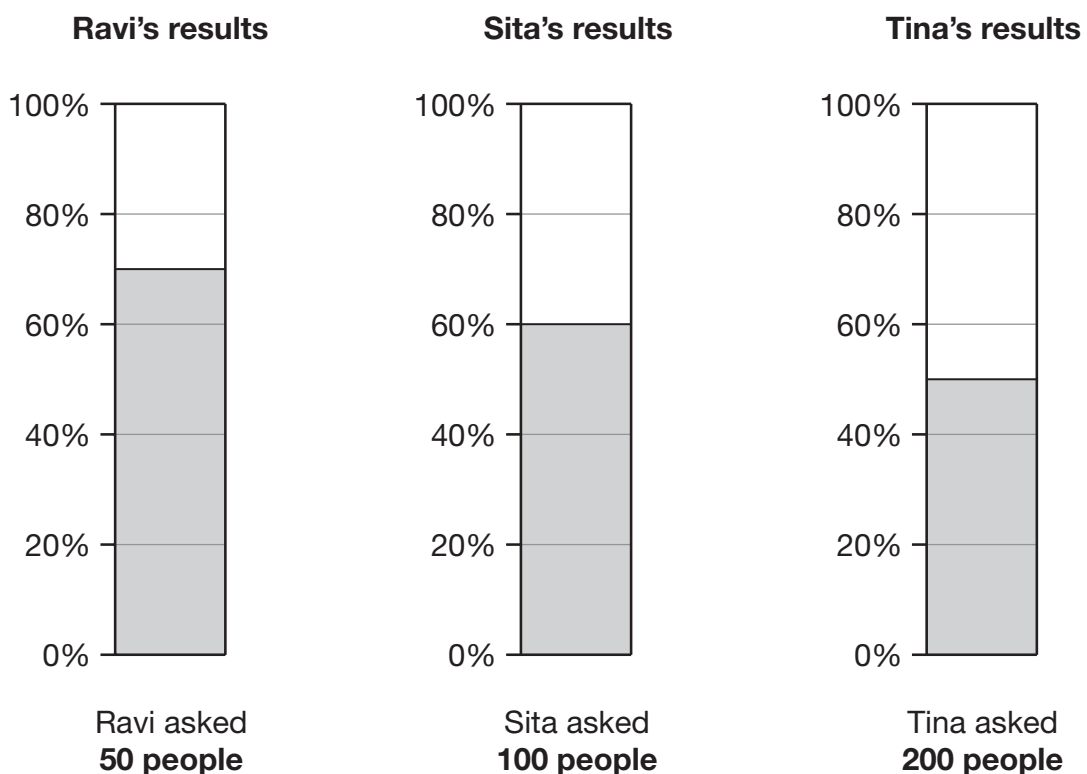 Ravi’s results
100%
80%
60%
40%
20%
0%
Ravi asked
50 people
Sita’s results
100%
80%
60%
40%
20%
0%
Sita asked
100 people
Tina’s results
100%
80%
60%
40%
20%
0%
Tina asked
200 people